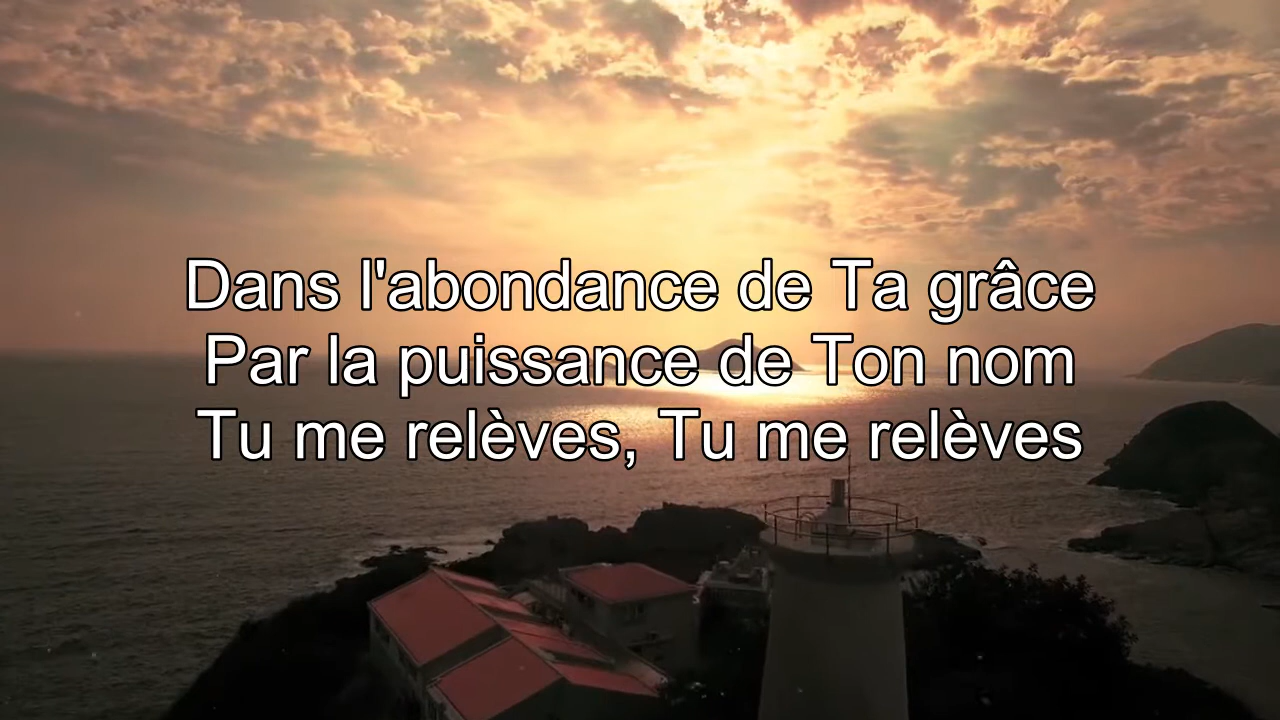 Dans l'abondance de Ta grâce
Par la puissance de Ton nom
Tu me relèves, Tu me relèves